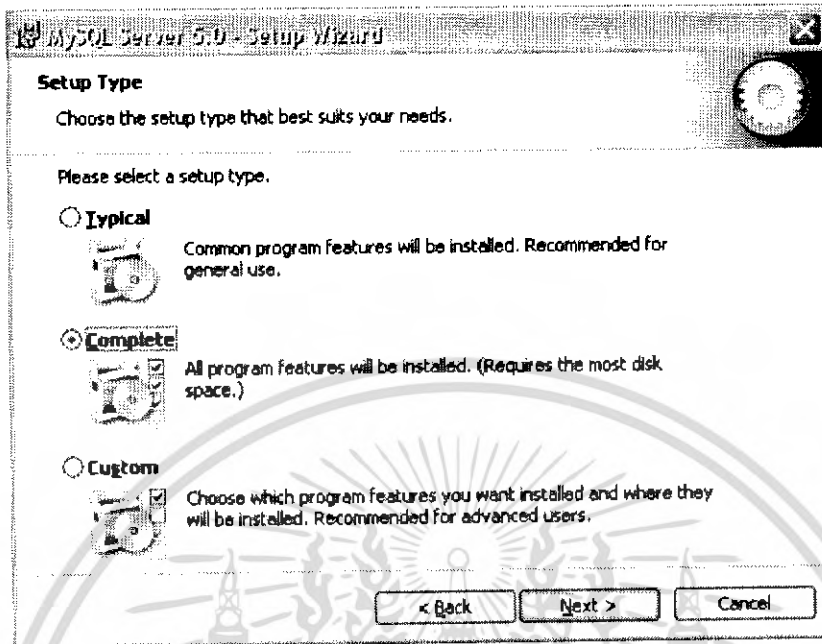 MySQL Server 5.0 - Setup Wizard
Setup Type
Choose the setup type that best suits your needs.
Please select a setup type.
Typical
Common program features will be installed. Recommended for
general use.
Complete
All program features will be installed. (Requires the most disk
space.)
Custom
Choose which program features you want installed and where they
will be installed. Recommended for advanced users.
< Back
Next >
Cancel